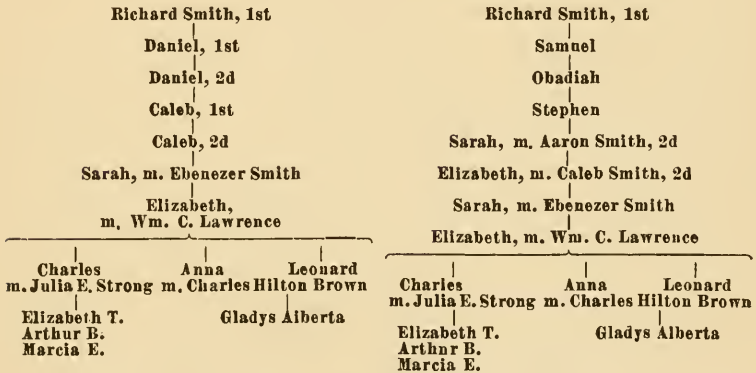 Richard Smith, 1st
Daniel, 1st
Daniel, 2d
Caleb, 1st
Caleb, 2d
Sarah, m. Ebenezer Smith
Elizabeth,
m. Wm. C. Lawrence
Charles Anna Leonard
m. Julia E. Strong m. Charles Hilton Brown
Elizabeth T. Gladys Alberta
Arthur B.
Marcia E.
Richard Smith, 1st
Samuel
Obadiah
Stephen
Sarah, m. Aaron Smith, 2d
Elizabeth, m. Caleb Smith, 2d
Sarah, m. Ebenezer Smith
Elizabeth, m. Wm. C. Lawrence
Charles Anna Leonard
m. Julia E. Strong m. Charles Hilton Brown
Elizabeth T. Gladys Alberta
Arthur B.
Marcia E.